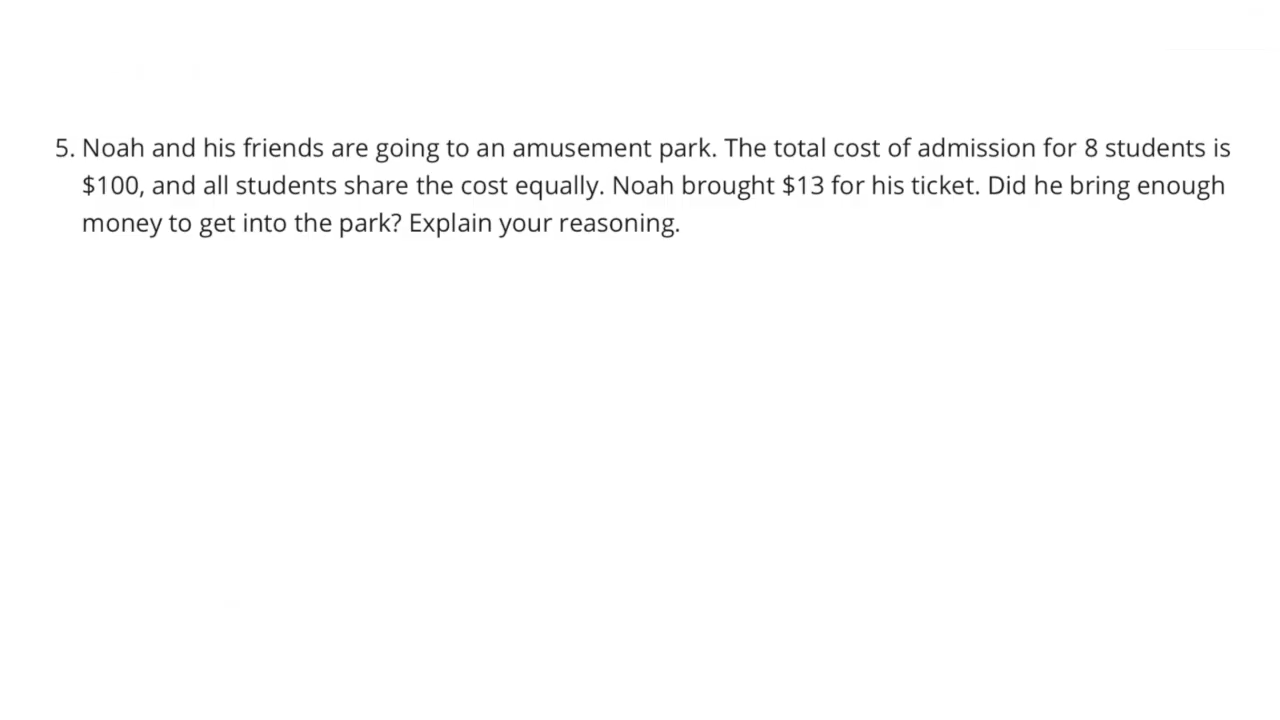 5. Noah and his friends are going to an amusement park. The total cost of admission for 8 students is
$100, and all students share the cost equally. Noah brought $13 for his ticket. Did he bring enough
money to get into the park? Explain your reasoning.